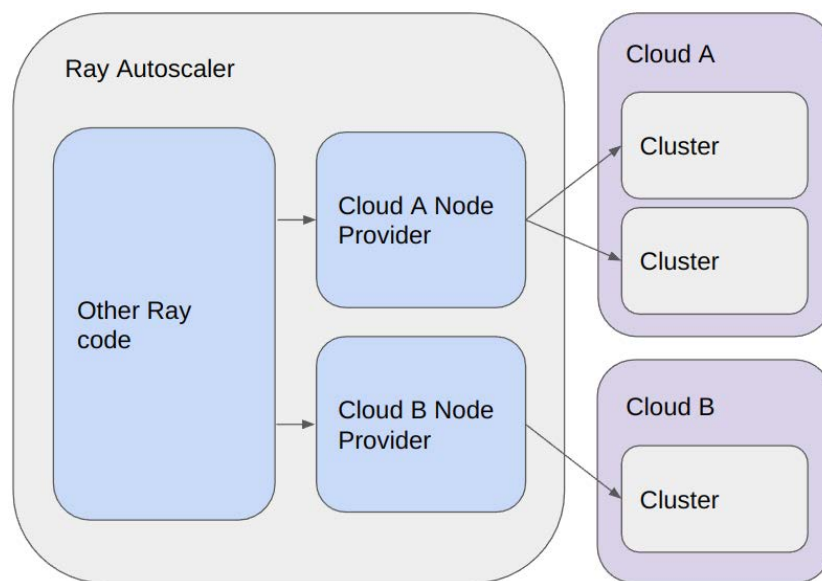 Ray Autoscaler
Other Ray
code
Cloud A Node
Provider
Cloud B Node
Provider
Cloud A
Cluster
Cluster
Cloud B
Cluster